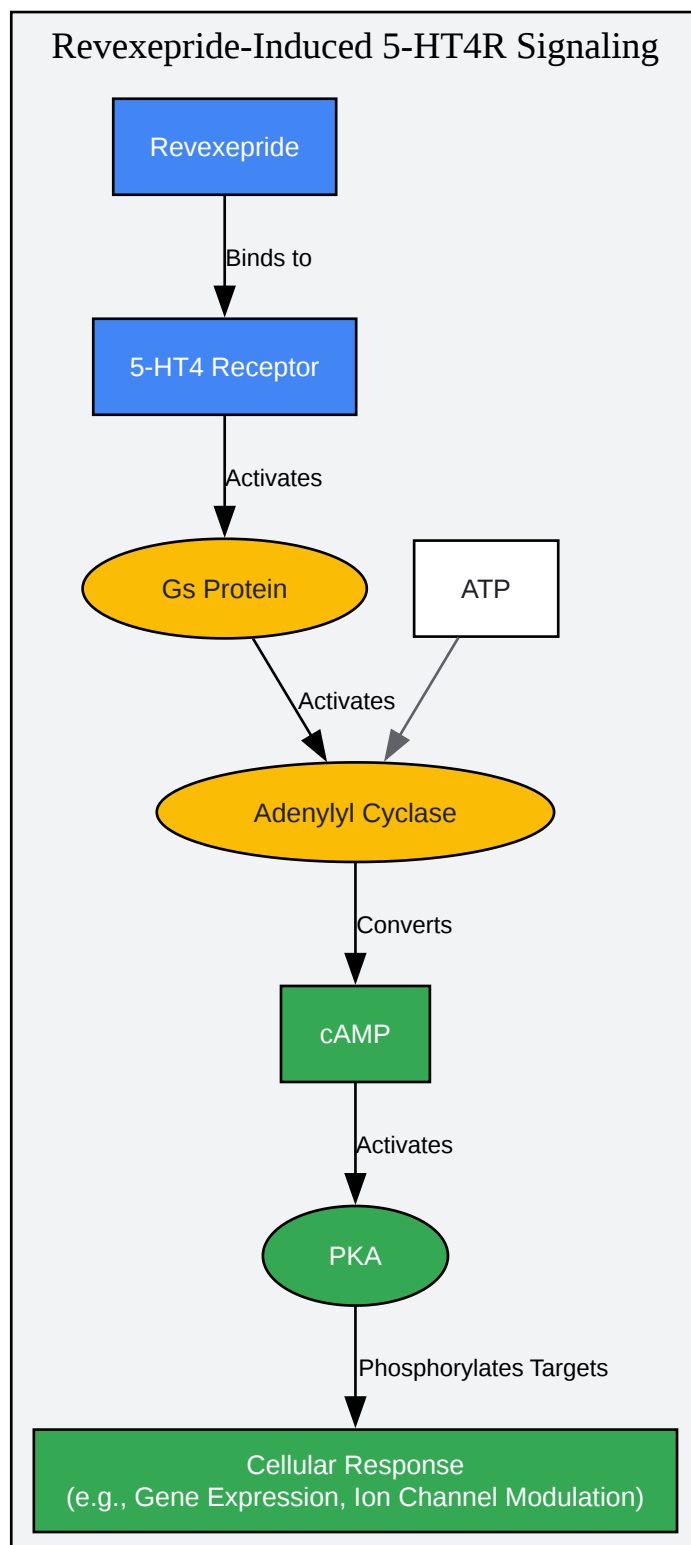 Revexepride-Induced 5-HT4R Signaling
Revexepride
Binds to
5-HT4 Receptor
Activates
Gs Protein
ATP
Activates
Adenylyl Cyclase
Converts
cAMP
Activates
PKA
Phosphorylates Targets
Cellular Response
(e.g., Gene Expression, Ion Channel Modulation)